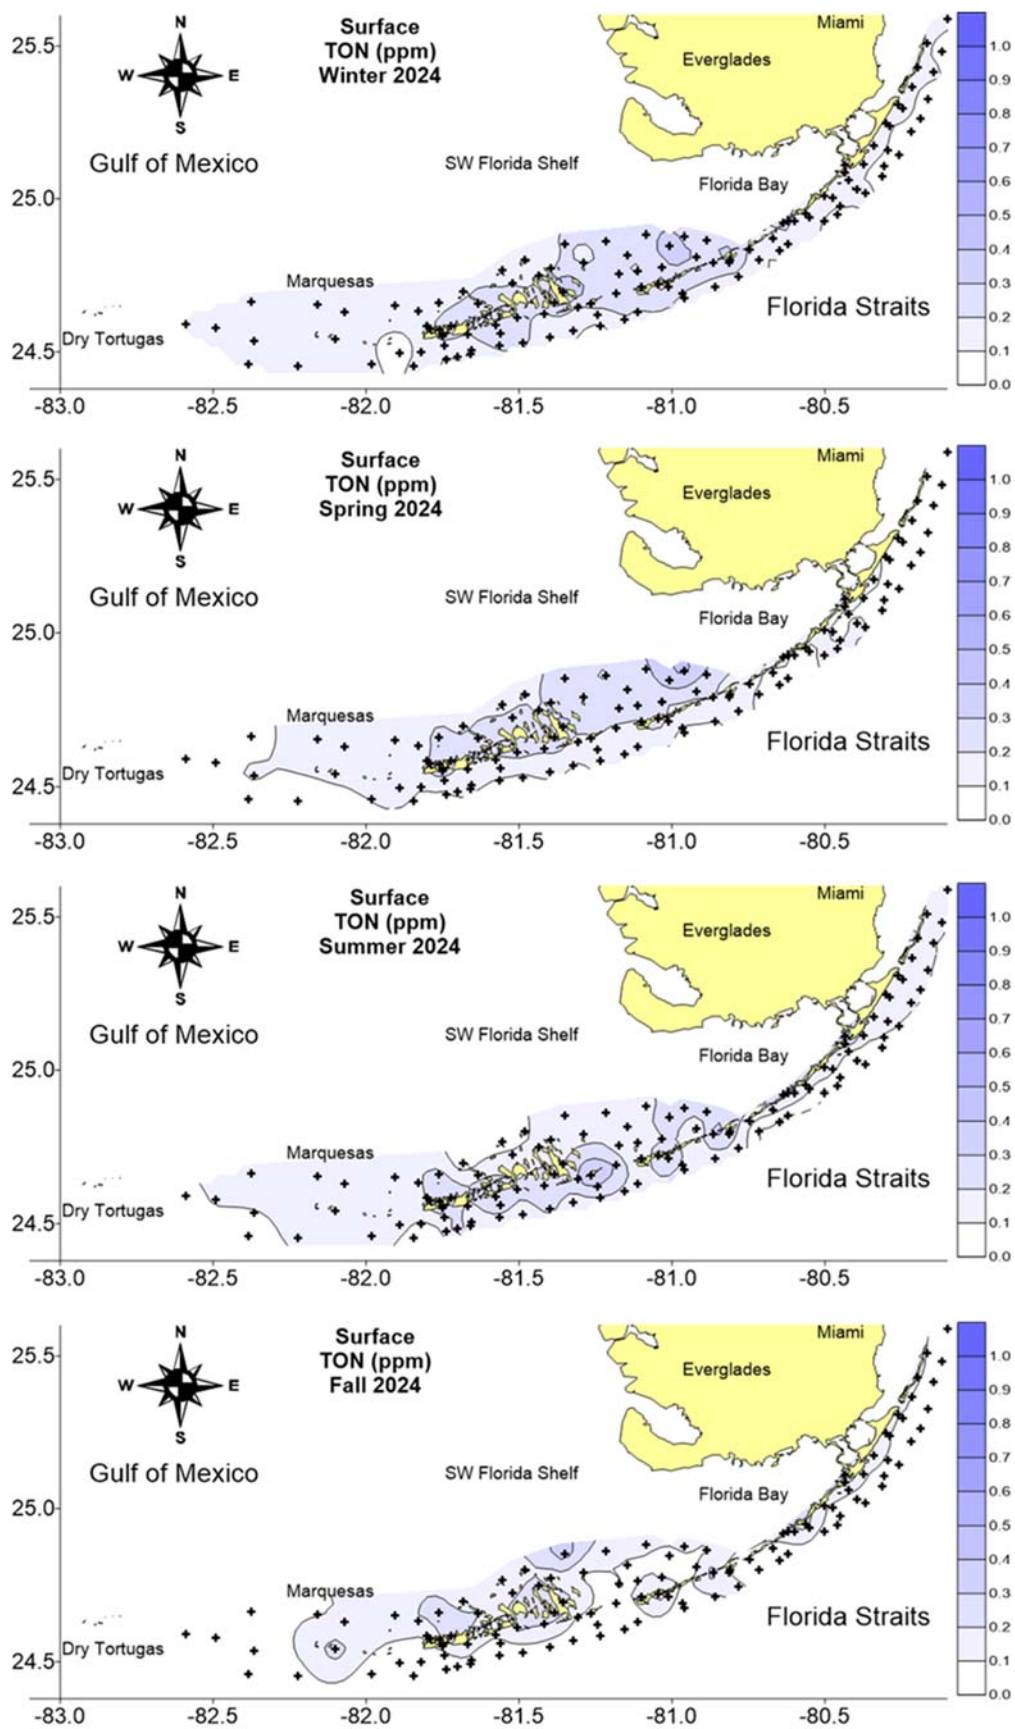 Surface
TON (ppm)
Winter 2024
N
W E
S
Miami
Everglades
Gulf of Mexico
SW Florida Shelf
Florida Bay
Marquesas
Florida Straits
Dry Tortugas
25.5
25.0
24.5
-83.0 -82.5 -82.0 -81.5 -81.0 -80.5
1.0
0.9
0.8
0.7
0.6
0.5
0.4
0.3
0.2
0.1
0.0
Surface
TON (ppm)
Spring 2024
N
W E
S
Miami
Everglades
Gulf of Mexico
SW Florida Shelf
Florida Bay
Marquesas
Florida Straits
Dry Tortugas
25.5
25.0
24.5
-83.0 -82.5 -82.0 -81.5 -81.0 -80.5
1.0
0.9
0.8
0.7
0.6
0.5
0.4
0.3
0.2
0.1
0.0
Surface
TON (ppm)
Summer 2024
N
W E
S
Miami
Everglades
Gulf of Mexico
SW Florida Shelf
Florida Bay
Marquesas
Florida Straits
Dry Tortugas
25.5
25.0
24.5
-83.0 -82.5 -82.0 -81.5 -81.0 -80.5
1.0
0.9
0.8
0.7
0.6
0.5
0.4
0.3
0.2
0.1
0.0
Surface
TON (ppm)
Fall 2024
N
W E
S
Miami
Everglades
Gulf of Mexico
SW Florida Shelf
Florida Bay
Marquesas
Florida Straits
Dry Tortugas
25.5
25.0
24.5
-83.0 -82.5 -82.0 -81.5 -81.0 -80.5
1.0
0.9
0.8
0.7
0.6
0.5
0.4
0.3
0.2
0.1
0.0